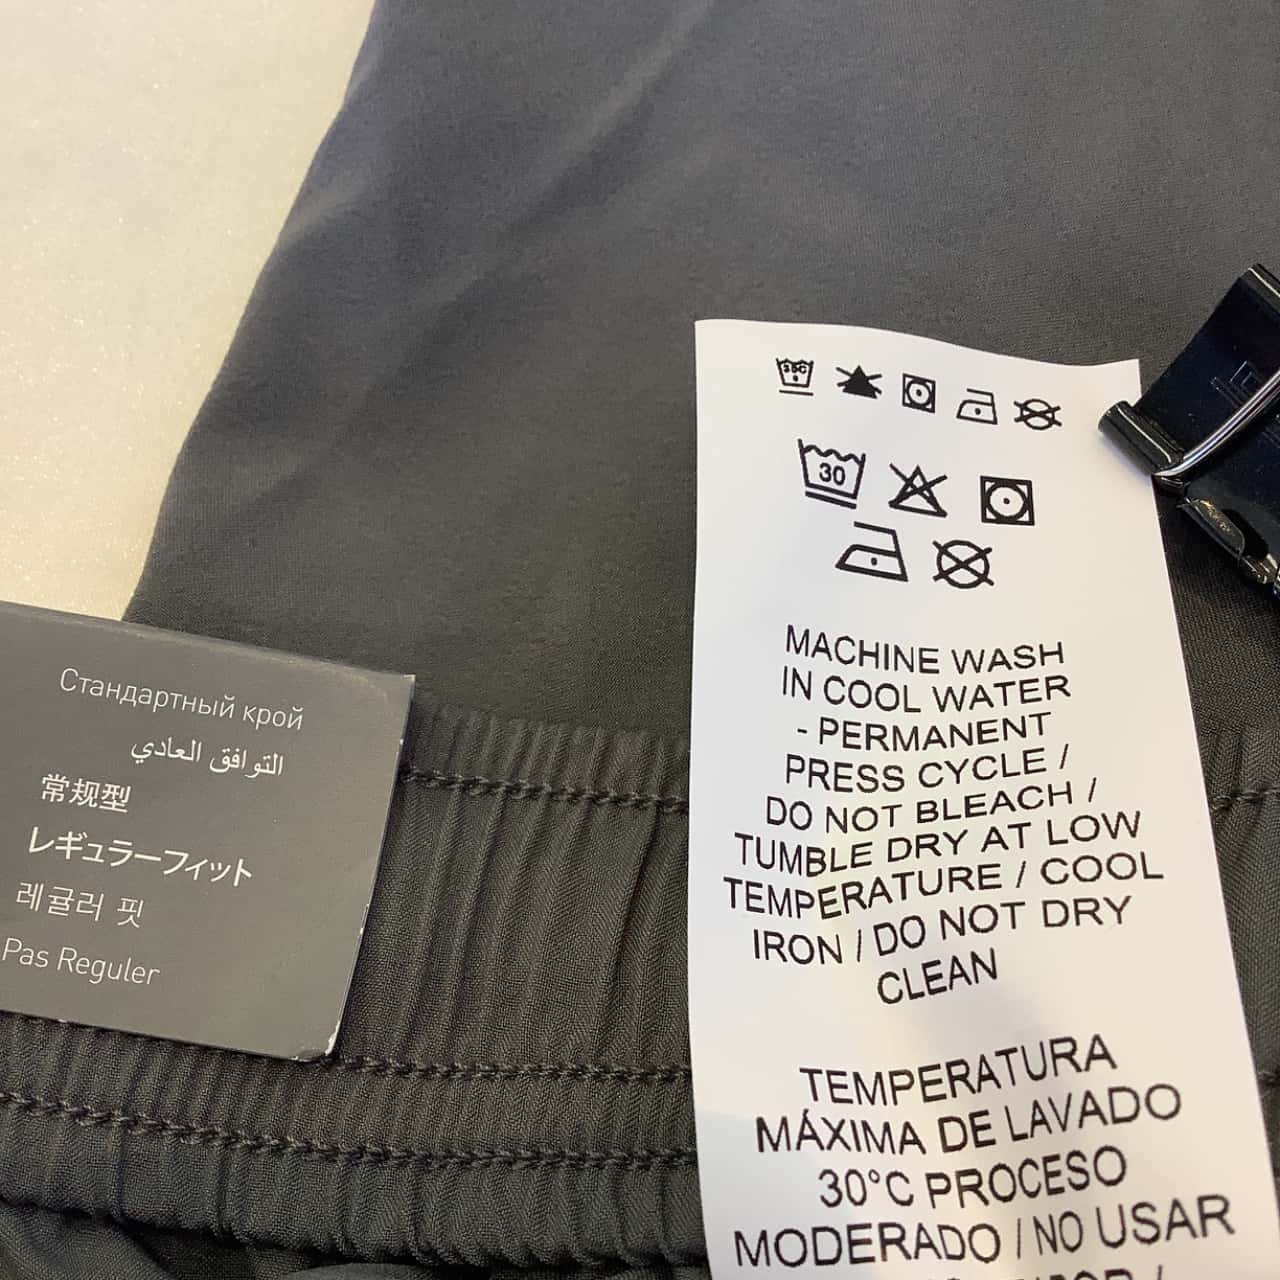 Стандартный крой
التوافق العادي
常规型
レギュラーフィット
레귤러 핏
Pas Reguler
30
MACHINE WASH
IN COOL WATER
- PERMANENT
PRESS CYCLE /
DO NOT BLEACH /
TUMBLE DRY AT LOW
TEMPERATURE / COOL
IRON / DO NOT DRY
CLEAN
TEMPERATURA
MÁXIMA DE LAVADO
30°C PROCESO
MODERADO / NO USAR